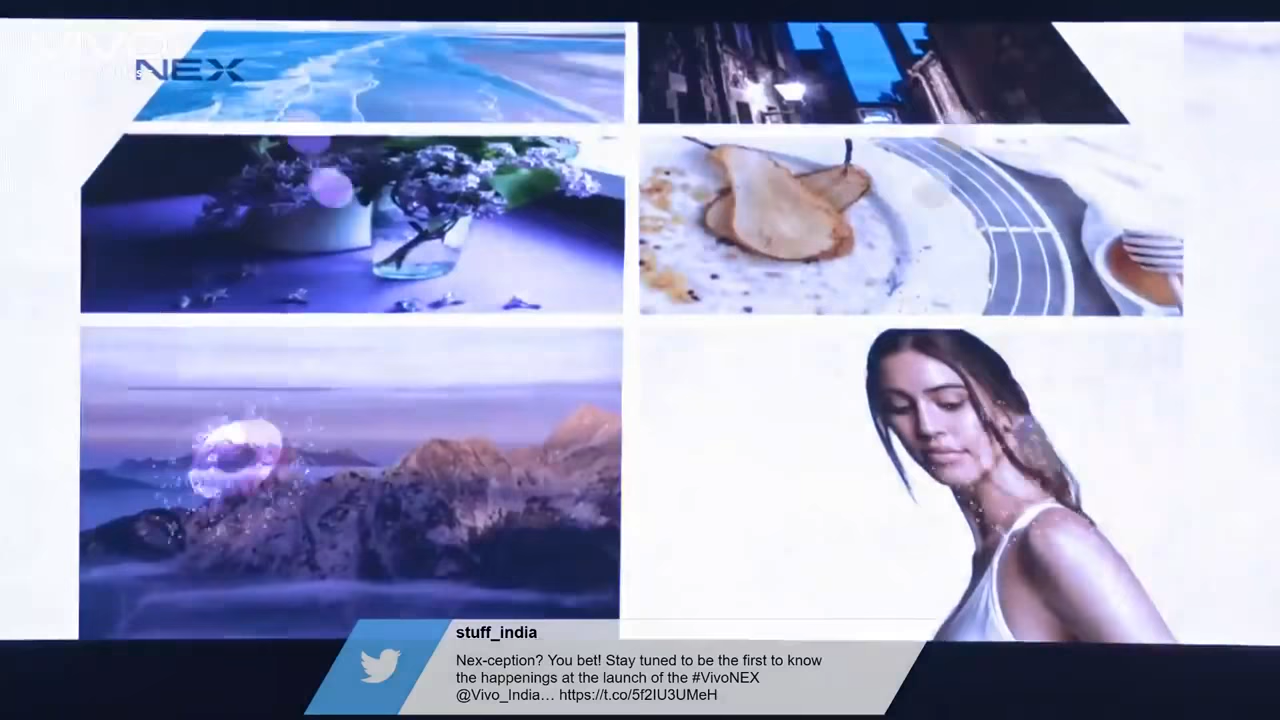 vivo
NEX
stuff_india
Nex-ception? You bet! Stay tuned to be the first to know
the happenings at the launch of the #VivoNEX
@Vivo_India… https://t.co/5f2IU3UMeH